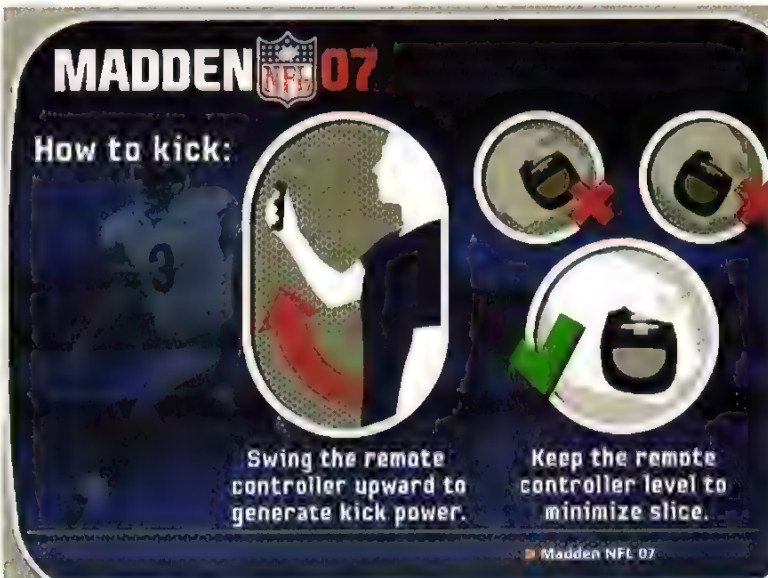 MADDEN NFL 07
How to kick:
3
Swing the remote
controller upward to
generate kick power.
Keep the remote
controller level to
minimize slice.
Madden NFL 07